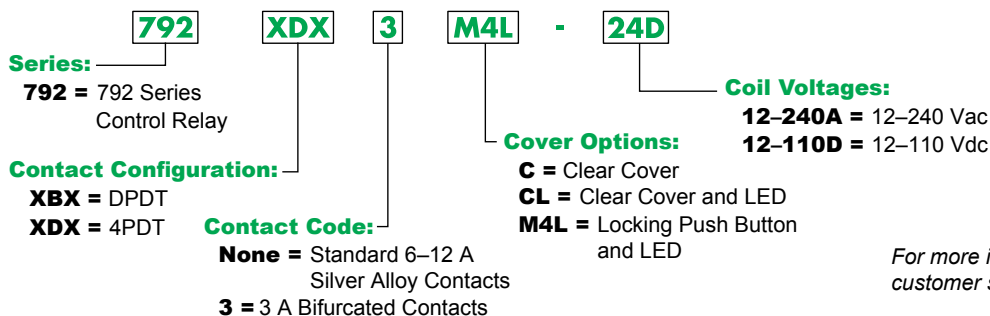 792 XDX 3 M4L - 24D
Series:
792 = 792 Series
Control Relay
Contact Configuration:
XBX = DPDT
XDX = 4PDT
Contact Code:
None = Standard 6–12 A
Silver Alloy Contacts
3 = 3 A Bifurcated Contacts
Cover Options:
C = Clear Cover
CL = Clear Cover and LED
M4L = Locking Push Button
and LED
Coil Voltages:
12–240A = 12–240 Vac
12–110D = 12–110 Vdc
For more
customer